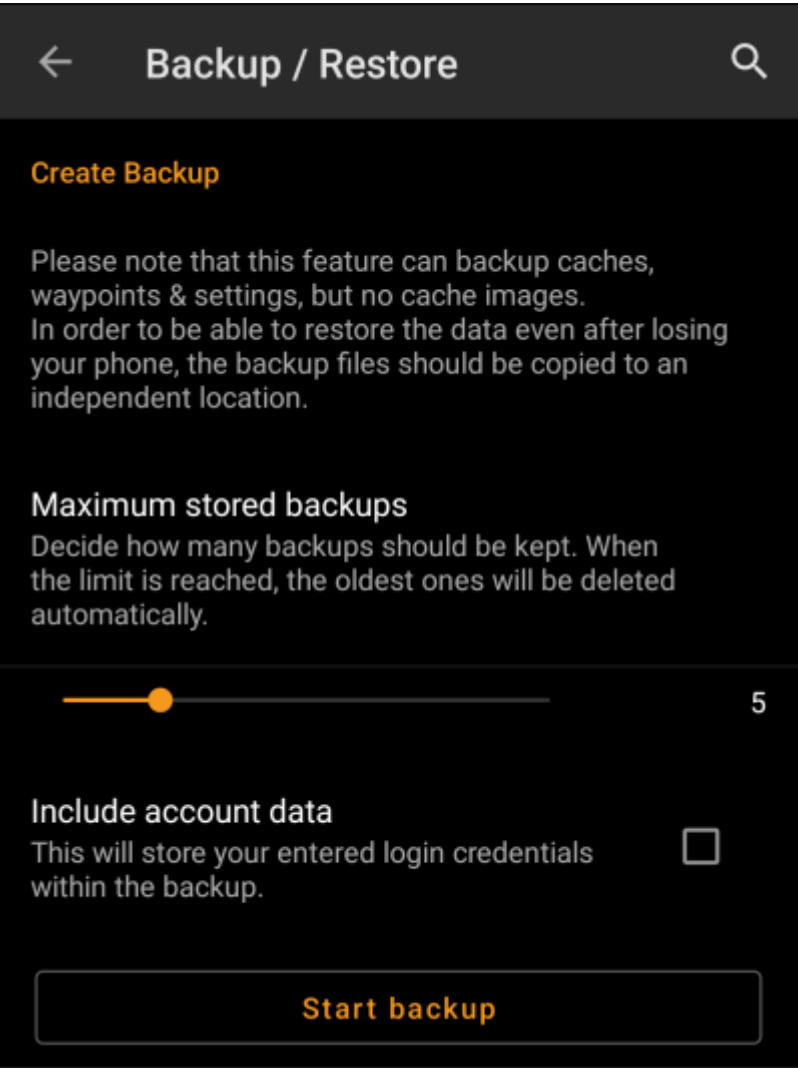 Backup / Restore
Create Backup
Please note that this feature can backup caches,
waypoints & settings, but no cache images.
In order to be able to restore the data even after losing
your phone, the backup files should be copied to an
independent location.
Maximum stored backups
Decide how many backups should be kept. When
the limit is reached, the oldest ones will be deleted
automatically.
5
Include account data
This will store your entered login credentials
within the backup.
Start backup